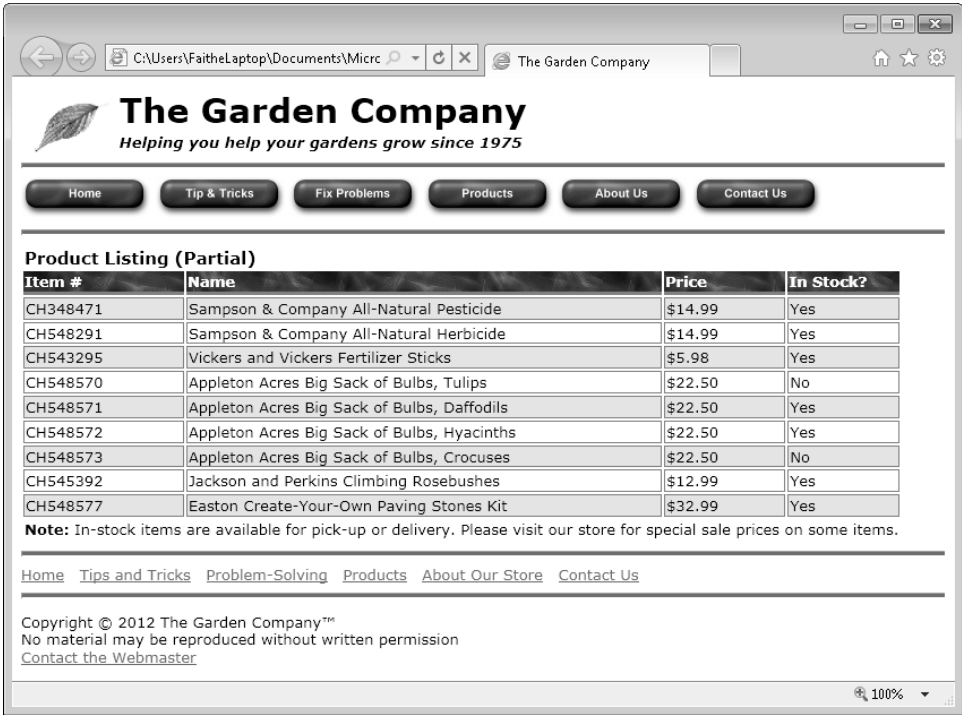 C:\Users\FaitheLaptop\Documents\Micrc
The Garden Company
The Garden Company
Helping you help your gardens grow since 1975
Home Tip & Tricks Fix Problems Products About Us Contact Us
Product Listing (Partial)
Item # Name Price In Stock?
CH348471 Sampson & Company All-Natural Pesticide $14.99 Yes
CH548291 Sampson & Company All-Natural Herbicide $14.99 Yes
CH543295 Vickers and Vickers Fertilizer Sticks $5.98 Yes
CH548570 Appleton Acres Big Sack of Bulbs, Tulips $22.50 No
CH548571 Appleton Acres Big Sack of Bulbs, Daffodils $22.50 Yes
CH548572 Appleton Acres Big Sack of Bulbs, Hyacinths $22.50 Yes
CH548573 Appleton Acres Big Sack of Bulbs, Crocuses $22.50 No
CH545392 Jackson and Perkins Climbing Rosebushes $12.99 Yes
CH548577 Easton Create-Your-Own Paving Stones Kit $32.99 Yes
Note: In-stock items are available for pick-up or delivery. Please visit our store for special sale prices on some items.
Home Tips and Tricks Problem-Solving Products About Our Store Contact Us
Copyright © 2012 The Garden Company™
No material may be reproduced without written permission
Contact the Webmaster
100%